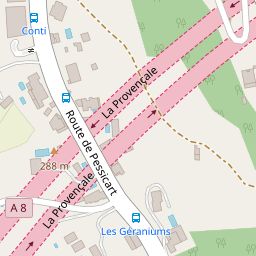 Conti
La Provençale
Route de Pessicart
288 m
La Provençale
A 8
Les Géraniums